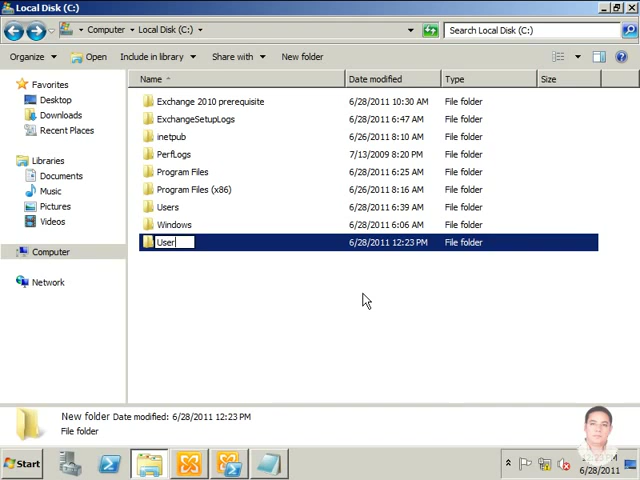 Local Disk (C:)
Computer Local Disk (C:) Search Local Disk (C:)
Organize Open Include in library Share with New folder
Name Date modified Type Size
Favorites
Desktop
Downloads
Recent Places
Libraries
Documents
Music
Pictures
Videos
Computer
Network
Exchange 2010 prerequisite 6/28/2011 10:30 AM File folder
ExchangeSetupLogs 6/28/2011 6:47 AM File folder
inetpub 6/26/2011 8:10 AM File folder
PerfLogs 7/13/2009 8:20 PM File folder
Program Files 6/28/2011 6:25 AM File folder
Program Files (x86) 6/26/2011 8:16 AM File folder
Users 6/28/2011 6:39 AM File folder
Windows 6/28/2011 6:06 AM File folder
User 6/28/2011 12:23 PM File folder
New folder Date modified: 6/28/2011 12:23 PM
File folder
Start
6/28/2011